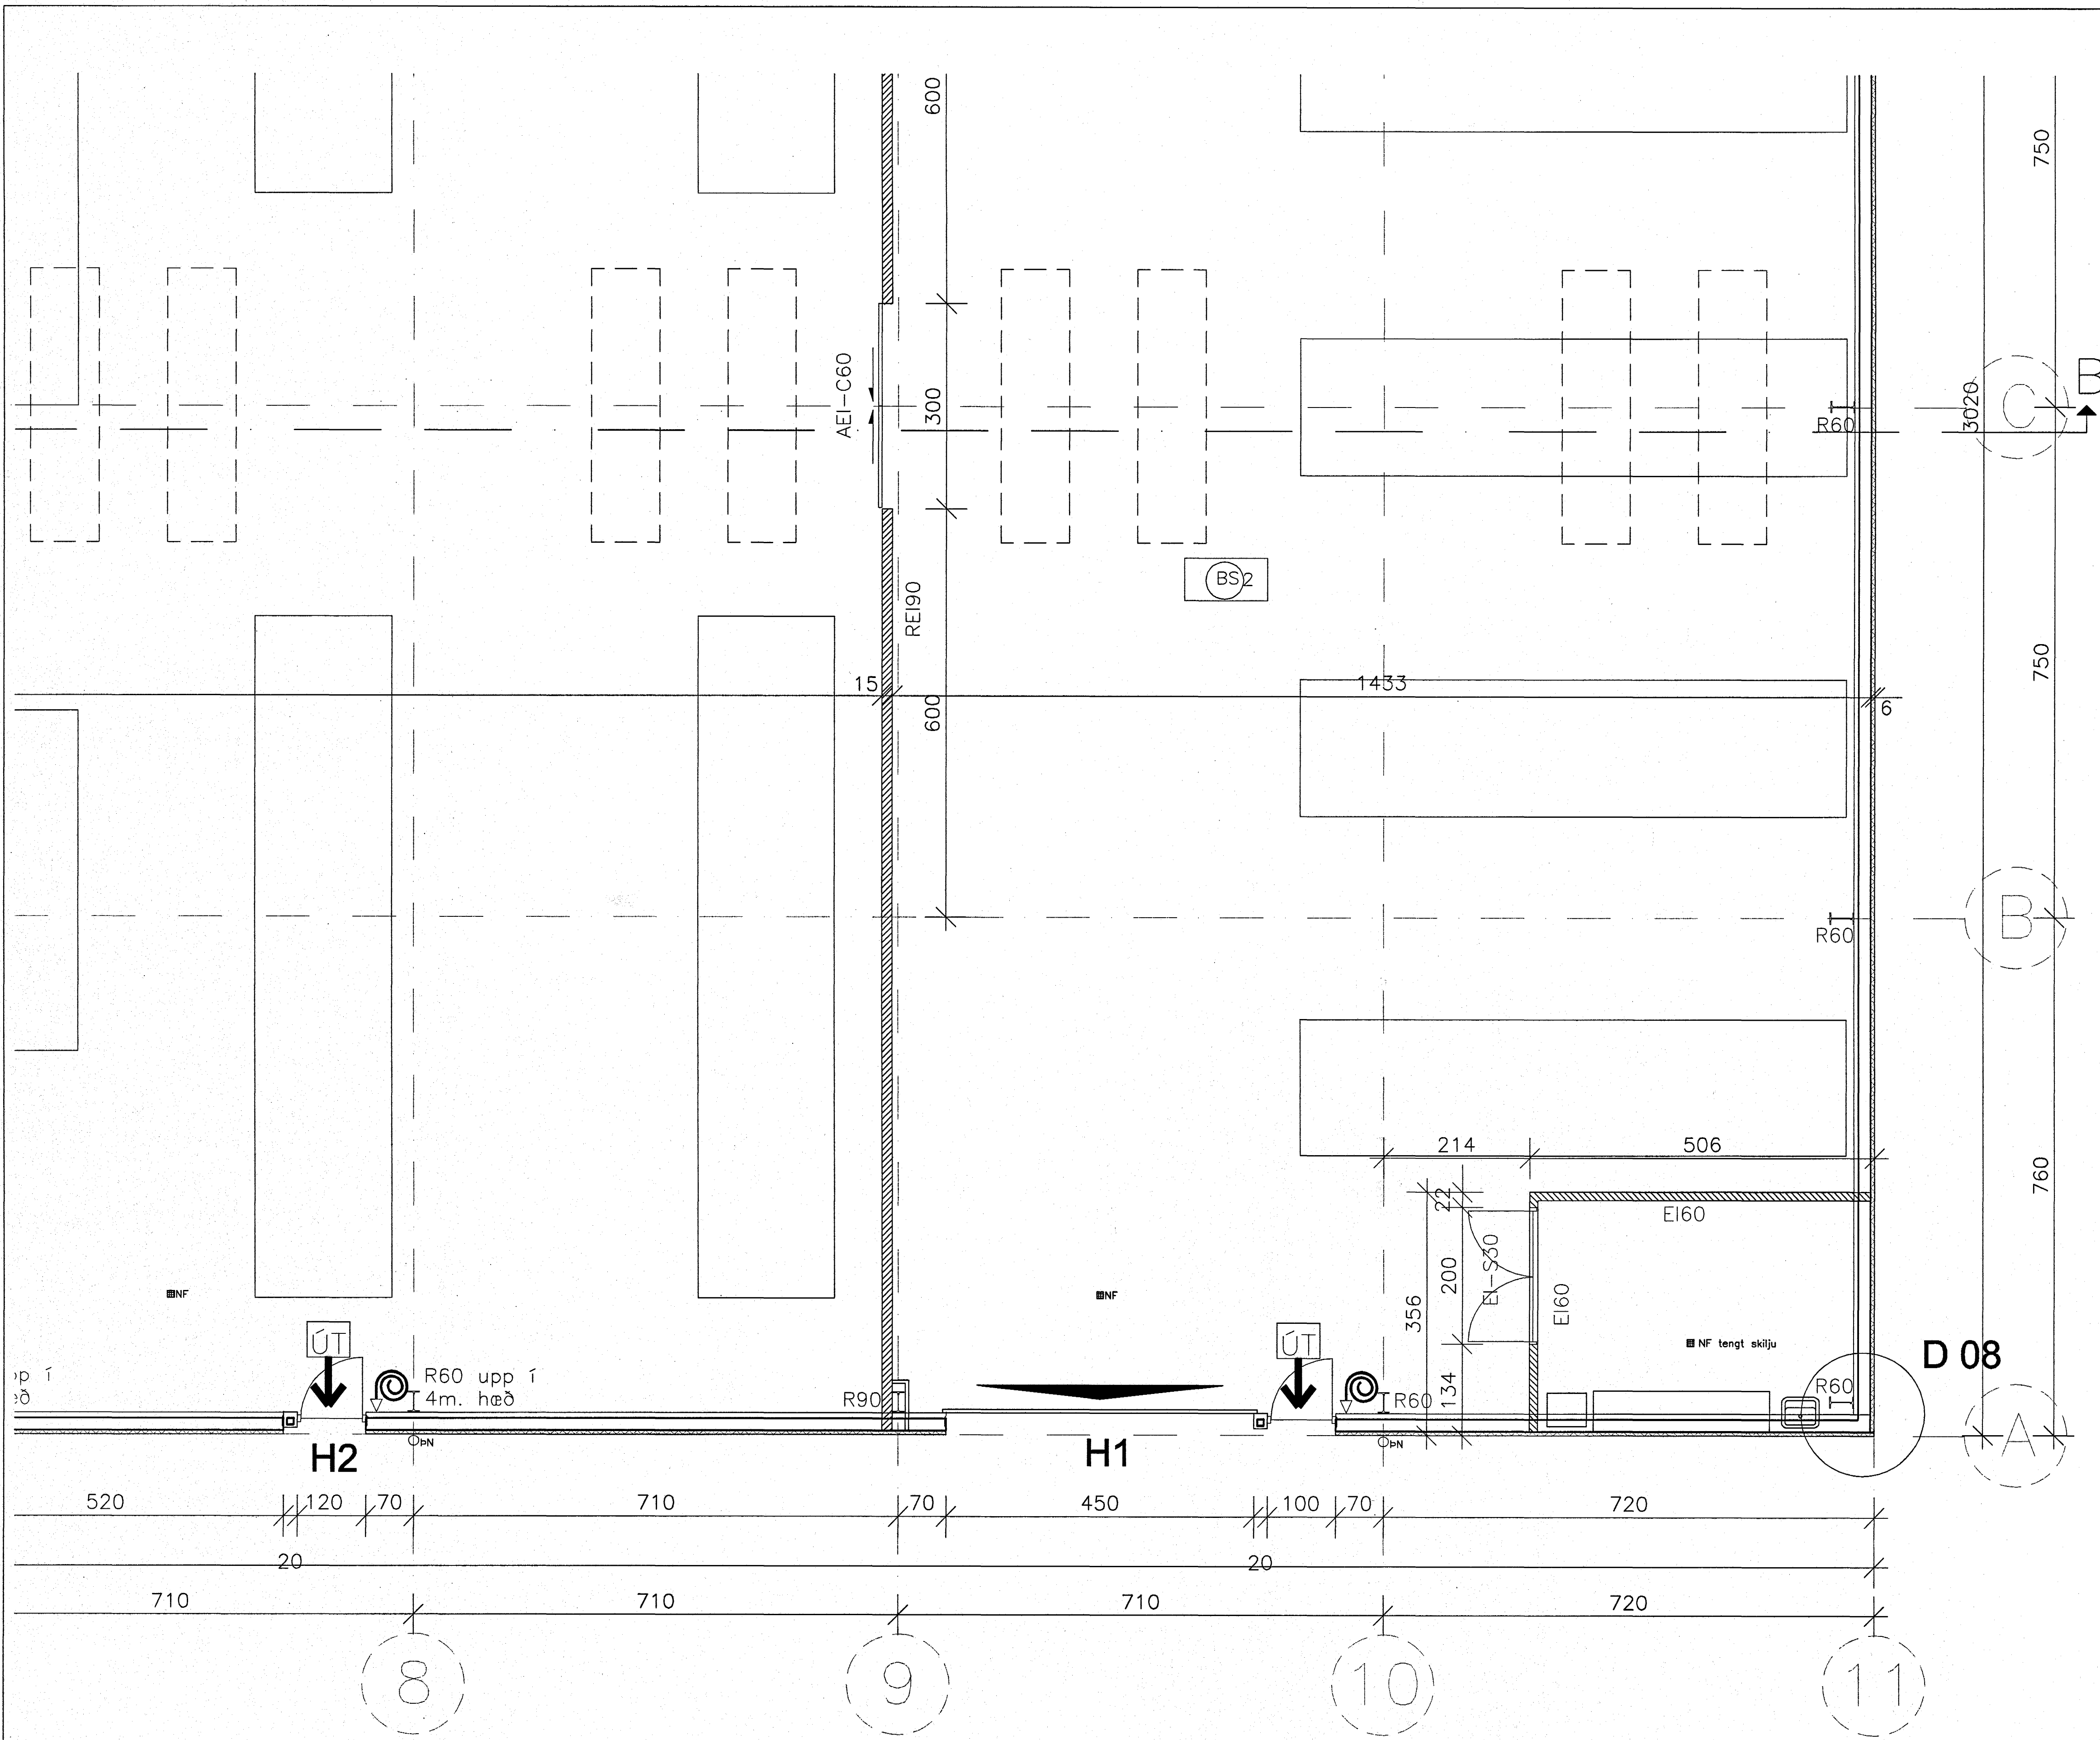 600
750
AEI-C60
300
R60
3020
C
B
BS2
REI90
750
15
1433
6
600
R60
B
214
506
760
22
EI60
EI-S30
200
356
EI60
NF
NF
NF tengt skilju
134
ÚT
ÚT
D 08
pp í
R60 upp í
4m. hæð
R90
R60
R60
ÞN
ÞN
A
H2
H1
520
120
70
710
70
450
100
70
720
20
20
710
710
710
720
8
9
10
11